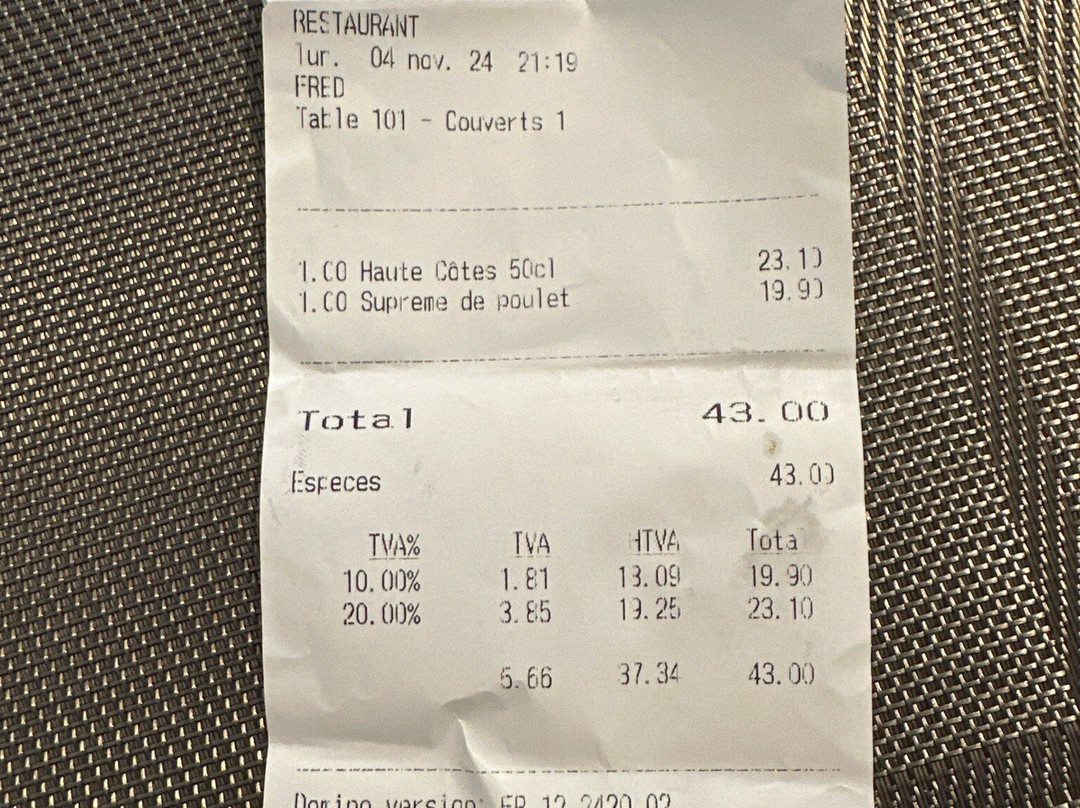 RESTAURANT
lun. 04 nov. 24 21:19
FRED
Table 101 - Couverts 1
1.00 Haute Côtes 50cl 23.10
1.00 Supreme de poulet 19.90
Total 43.00
Especes 43.00
TVA% TVA HTVA Total
10.00% 1.81 18.09 19.90
20.00% 3.85 19.25 23.10
5.66 37.34 43.00
version: FR